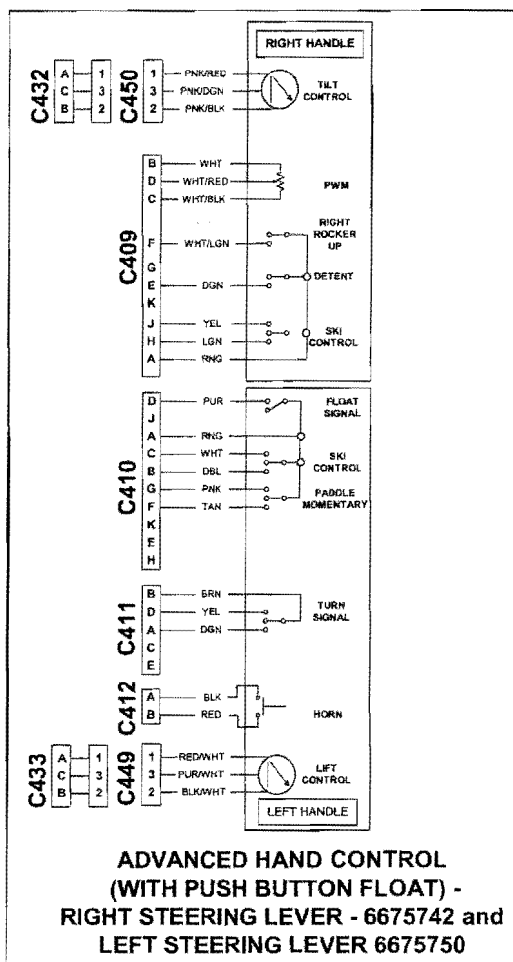 RIGHT HANDLE
C432
A 1
C 3
B 2
C450
1 PNK/RED
3 PNK/DGN
2 PNK/BLK
TILT
CONTROL
C409
B WHT
D WHT/RED
C WHT/BLK
PWM
F WHT/LGN
RIGHT
ROCKER
UP
G
E DGN
DETENT
K
J YEL
H LGN
SKI
CONTROL
A RNG
C410
D PUR
FLOAT
SIGNAL
J
A RNG
C WHT
B DBL
SKI
CONTROL
G PNK
F TAN
PADDLE
MOMENTARY
K
E
H
C411
B BRN
D YEL
A DGN
TURN
SIGNAL
C
E
C412
A BLK
B RED
HORN
C433
A 1
C 3
B 2
C449
1 RED/WHT
3 PUR/WHT
2 BLK/WHT
LIFT
CONTROL
LEFT HANDLE
ADVANCED HAND CONTROL
(WITH PUSH BUTTON FLOAT) -
RIGHT STEERING LEVER - 6675742 and
LEFT STEERING LEVER 6675750